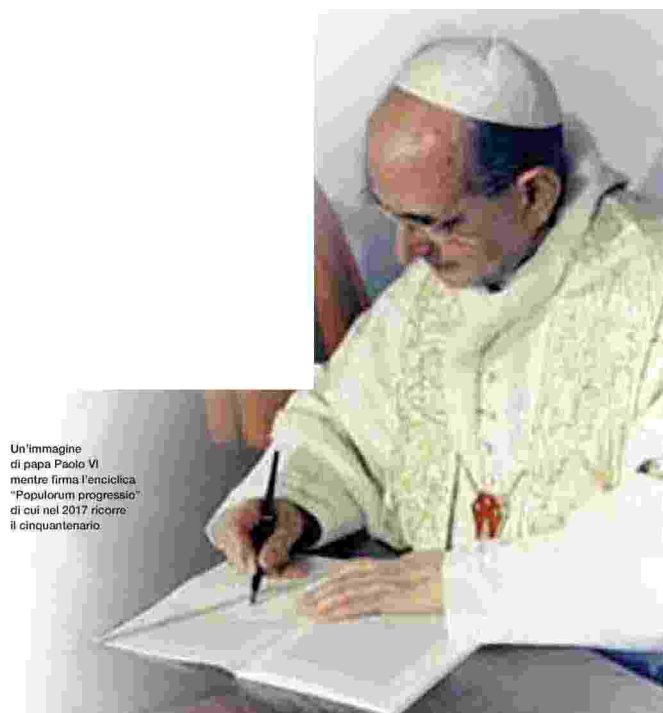 Un'immagine
di papa Paolo VI
mentre firma l'enciclica
"Populorum progressio"
di cui nel 2017 ricorre
il cinquantenario